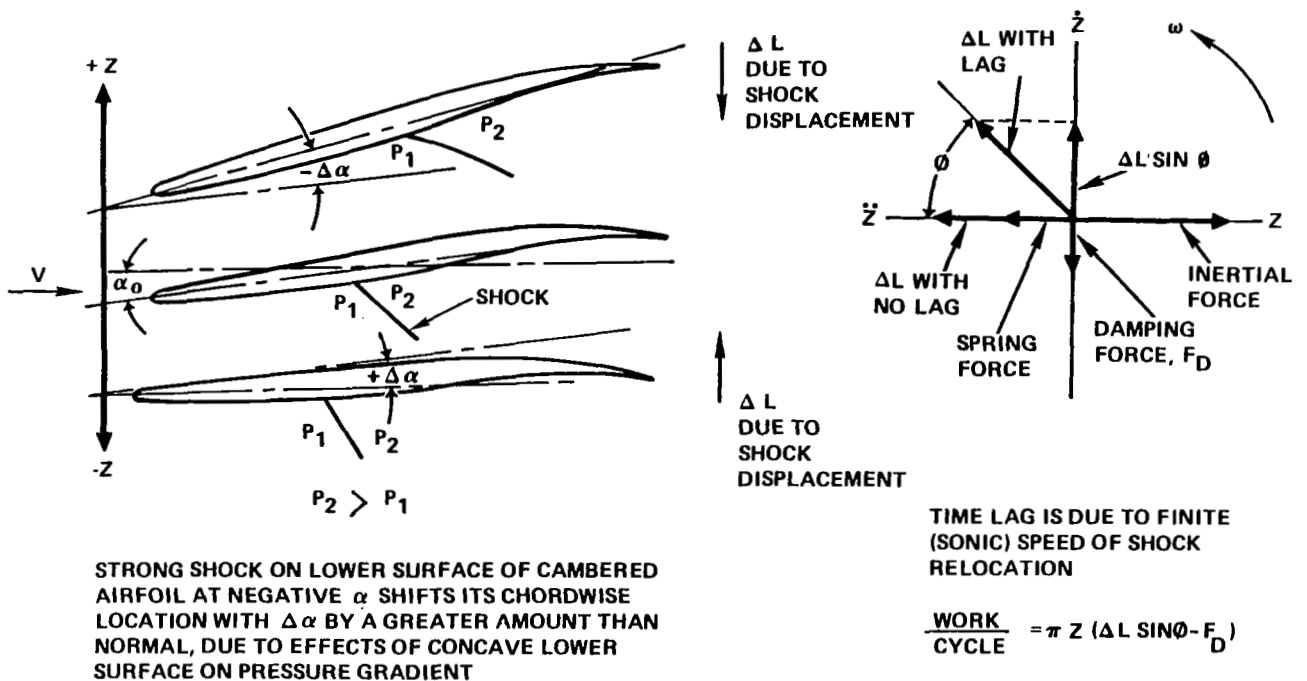 + Z
P2
P1
- Δ α
V
α0
P1
P2
SHOCK
+ Δ α
P1
P2
-Z
P2 > P1
STRONG SHOCK ON LOWER SURFACE OF CAMBERED
AIRFOIL AT NEGATIVE α SHIFTS ITS CHORDWISE
LOCATION WITH Δα BY A GREATER AMOUNT THAN
NORMAL, DUE TO EFFECTS OF CONCAVE LOWER
SURFACE ON PRESSURE GRADIENT
Δ L
DUE TO
SHOCK
DISPLACEMENT
Δ L
DUE TO
SHOCK
DISPLACEMENT
Ż
ω
ΔL WITH
LAG
ø
ΔL SIN ø
Z̈
Z
ΔL WITH
NO LAG
SPRING
FORCE
DAMPING
FORCE, FD
INERTIAL
FORCE
TIME LAG IS DUE TO FINITE
(SONIC) SPEED OF SHOCK
RELOCATION
WORK
CYCLE
= π Z (ΔL SINØ- FD)